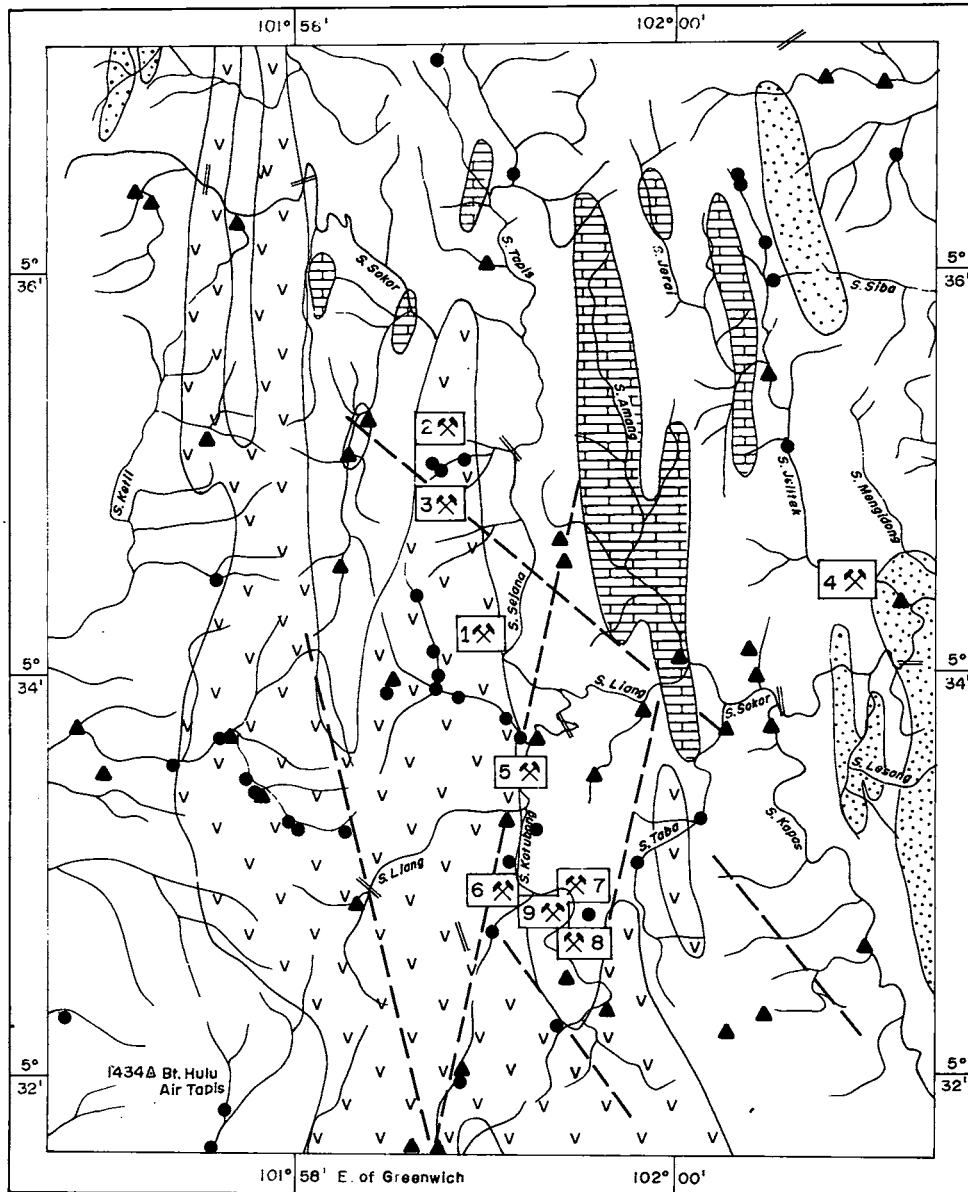 101° 58'
102° 00'
5°
36'
5°
36'
S. Sokor
S. Tapis
S. Jerai
S. Siba
S. Amang
2
3
S. Ketil
S. Jelitek
S. Mengidong
4
S. Sejana
1
5°
34'
5°
34'
S. Liang
S. Sokor
5
S. Lesong
S. Katubong
S. Taba
S. Kapas
S. Liang
6
7
9
8
5°
32'
5°
32'
1434 Bt. Hulu
Air Tapis
101° 58' E. of Greenwich
102° 00'